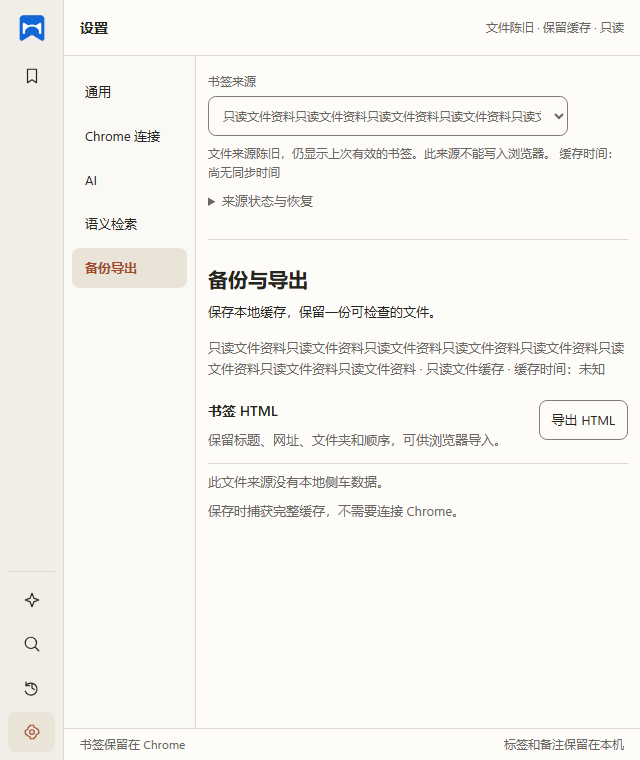 设置
文件陈旧 · 保留缓存 · 只读
通用
Chrome 连接
AI
语义检索
备份导出
书签来源
只读文件资料只读文件资料只读文件资料只读文件资料只读文
文件来源陈旧，仍显示上次有效的书签。此来源不能写入浏览器。 缓存时间：
尚无同步时间
来源状态与恢复
备份与导出
保存本地缓存，保留一份可检查的文件。
只读文件资料只读文件资料只读文件资料只读文件资料只读文件资料只读
文件资料只读文件资料只读文件资料 · 只读文件缓存 · 缓存时间：未知
书签 HTML
导出 HTML
保留标题、网址、文件夹和顺序，可供浏览器导入。
此文件来源没有本地侧车数据。
保存时捕获完整缓存，不需要连接 Chrome。
书签保留在 Chrome
标签和备注保留在本机